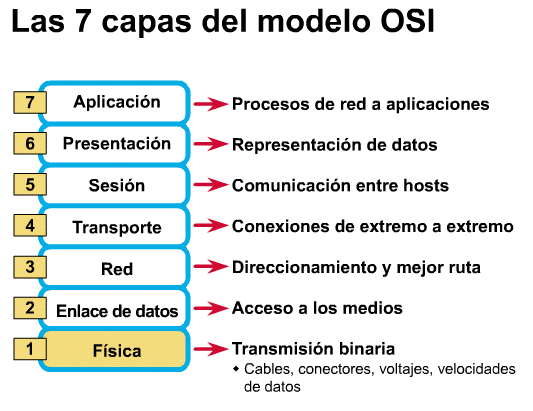 Las 7 capas del modelo OSI
7 Aplicación Procesos de red a aplicaciones
6 Presentación Representación de datos
5 Sesión Comunicación entre hosts
4 Transporte Conexiones de extremo a extremo
3 Red Direccionamiento y mejor ruta
2 Enlace de datos Acceso a los medios
1 Física Transmisión binaria
Cables, conectores, voltajes, velocidades
de datos